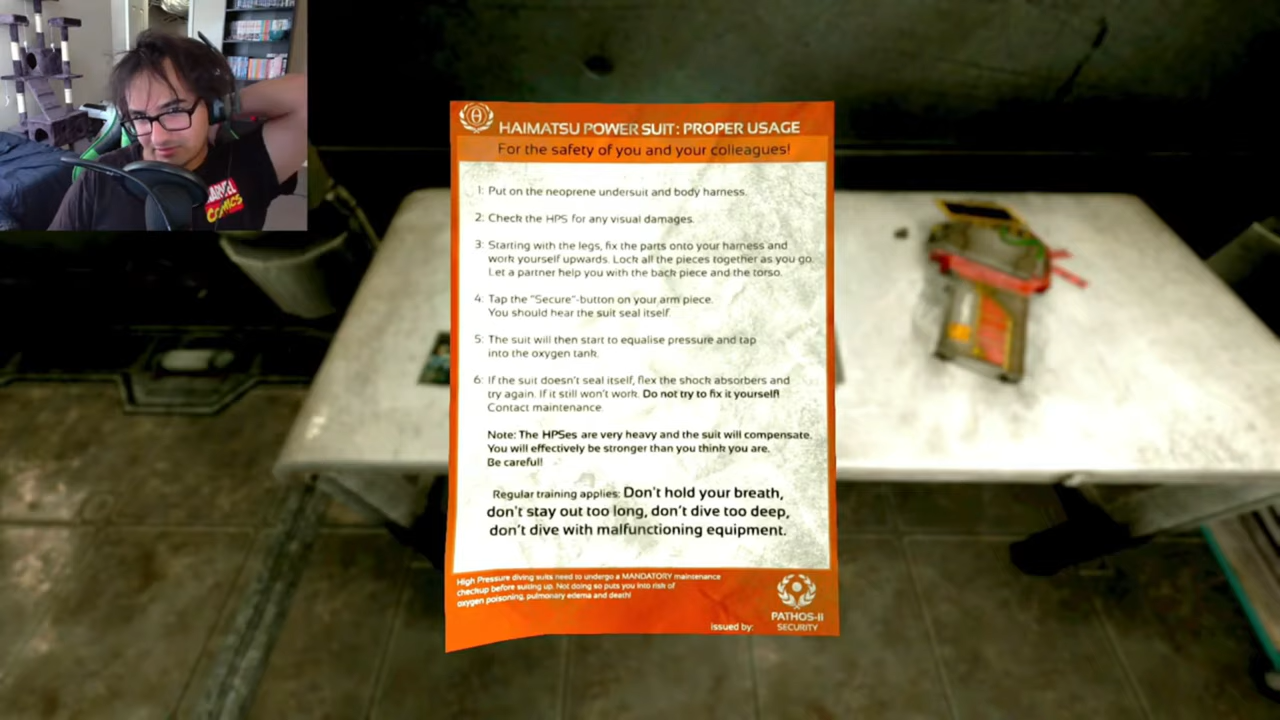 MARVEL
Comics
HAIMATSU POWER SUIT: PROPER USAGE
For the safety of you and your colleagues!
1: Put on the neoprene undersuit and body harness.
2: Check the HPS for any visual damages.
3: Starting with the legs, fix the parts onto your harness and
work yourself upwards. Lock all the pieces together as you go.
Let a partner help you with the back piece and the torso.
4: Tap the "Secure"-button on your arm piece.
You should hear the suit seal itself.
5: The suit will then start to equalise pressure and tap
into the oxygen tank.
6: If the suit doesn't seal itself, flex the shock absorbers and
try again. If it still won't work. Do not try to fix it yourself!
Contact maintenance.
Note: The HPSes are very heavy and the suit will compensate.
You will effectively be stronger than you think you are.
Be careful!
Regular training applies: Don't hold your breath,
don't stay out too long, don't dive too deep,
don't dive with malfunctioning equipment.
High Pressure diving suits need to undergo a MANDATORY maintenance
checkup before suiting up. Not doing so puts you into risk of
oxygen poisoning, pulmonary edema and death!
issued by:
PATHOS-II
SECURITY